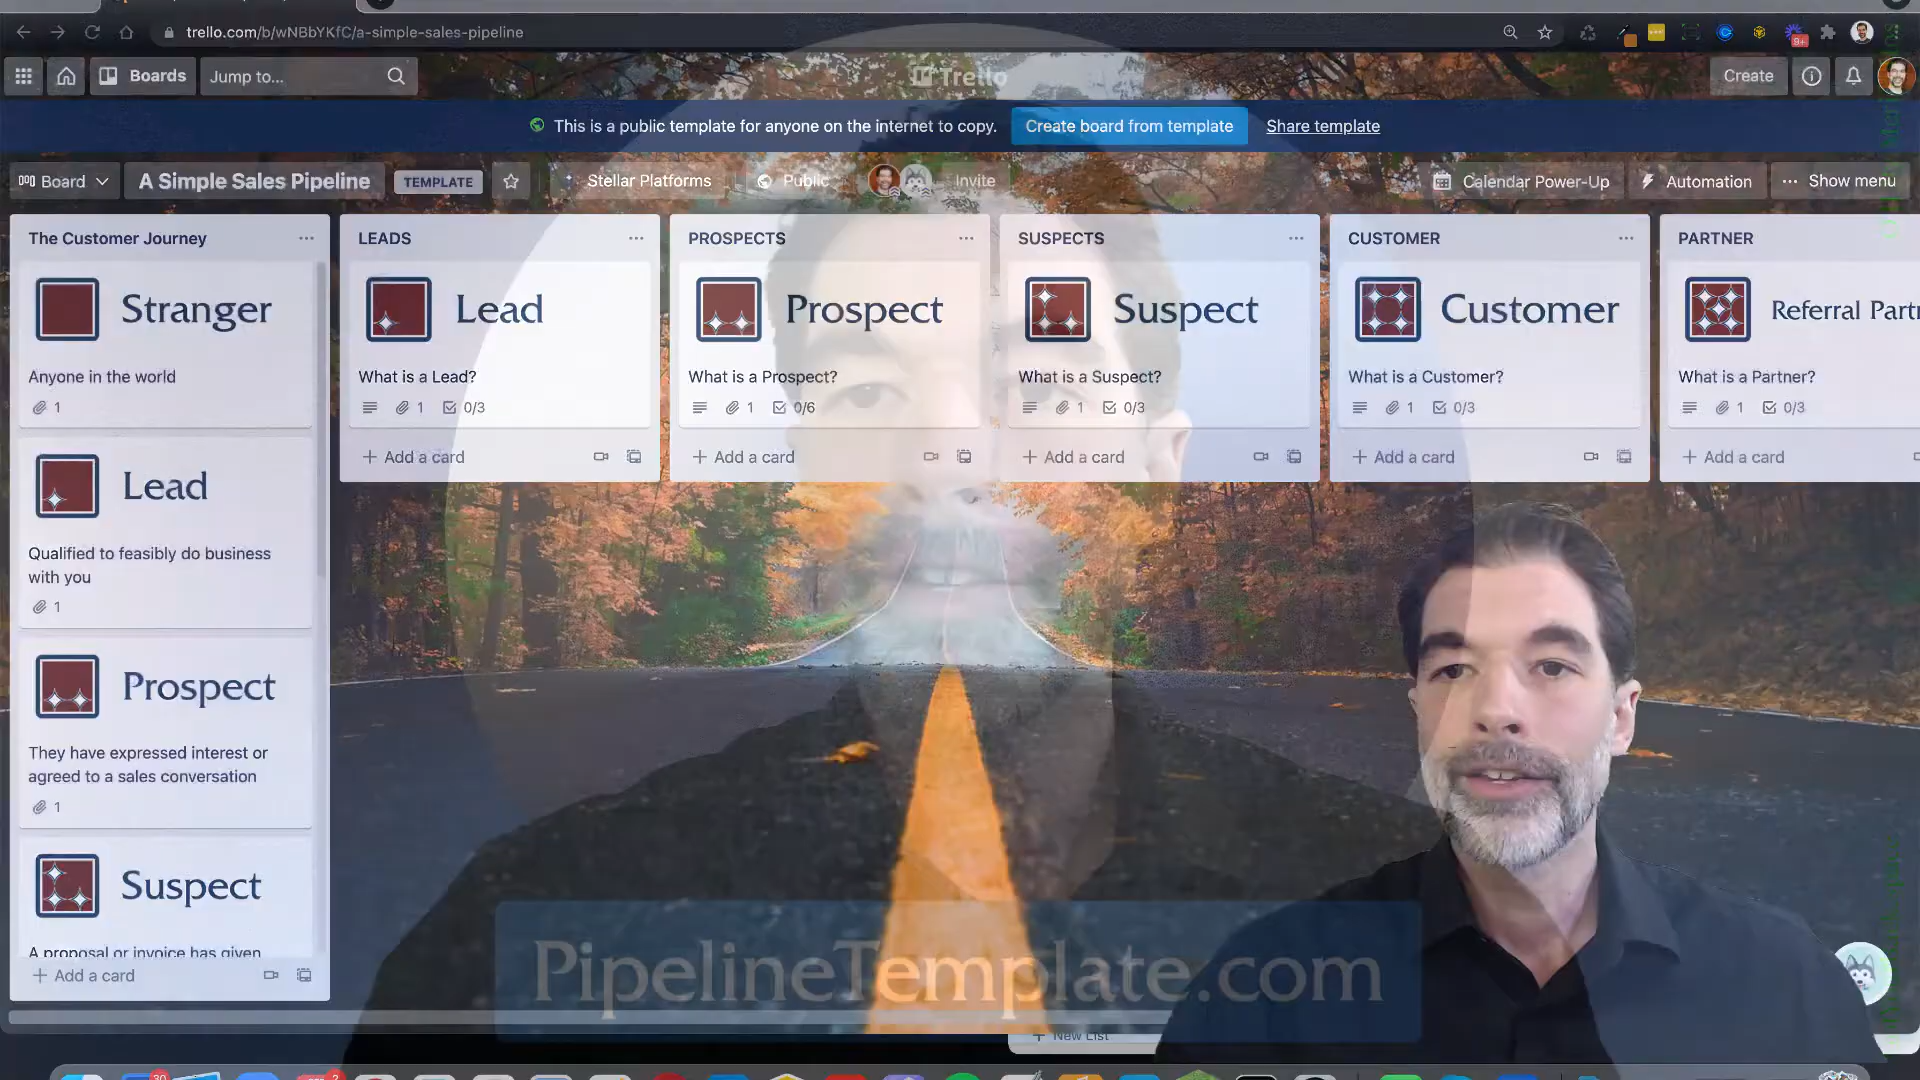 trello.com/b/wNBbYKfC/a-simple-sales-pipeline
9+
Boards
Jump to...
Trello
Create
This is a public template for anyone on the internet to copy.
Create board from template
Share template
Board
A Simple Sales Pipeline
TEMPLATE
Stellar Platforms
Public
Invite
Calendar Power-Up
Automation
Show menu
The Customer Journey
Stranger
Anyone in the world
1
Lead
Qualified to feasibly do business
with you
1
Prospect
They have expressed interest or
agreed to a sales conversation
1
Suspect
A proposal or invoice has given
Add a card
LEADS
Lead
What is a Lead?
1 0/3
Add a card
PROSPECTS
Prospect
What is a Prospect?
1 0/6
Add a card
SUSPECTS
Suspect
What is a Suspect?
1 0/3
Add a card
CUSTOMER
Customer
What is a Customer?
1 0/3
Add a card
PARTNER
Referral Partn
What is a Partner?
1 0/3
Add a card
PipelineTemplate.com
New List
30
2